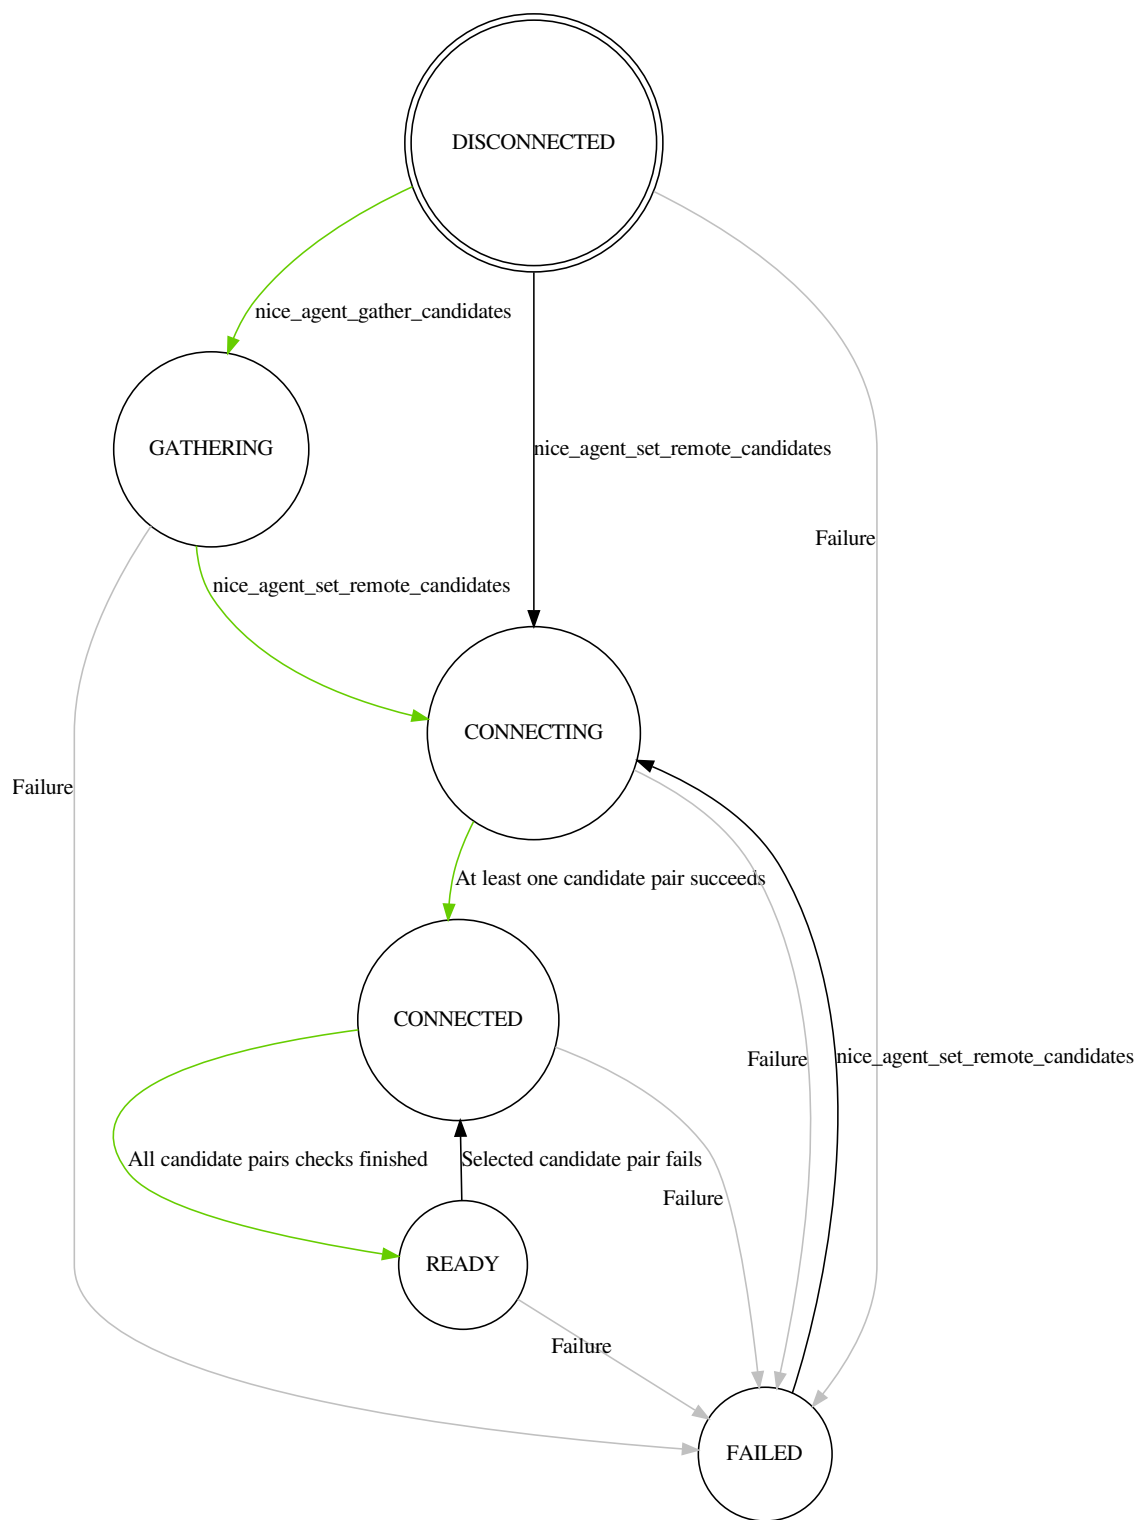 DISCONNECTED
nice_agent_gather_candidates
GATHERING
nice_agent_set_remote_candidates
Failure
nice_agent_set_remote_candidates
CONNECTING
Failure
At least one candidate pair succeeds
CONNECTED
Failure
nice_agent_set_remote_candidates
All candidate pairs checks finished
Selected candidate pair fails
Failure
READY
Failure
FAILED